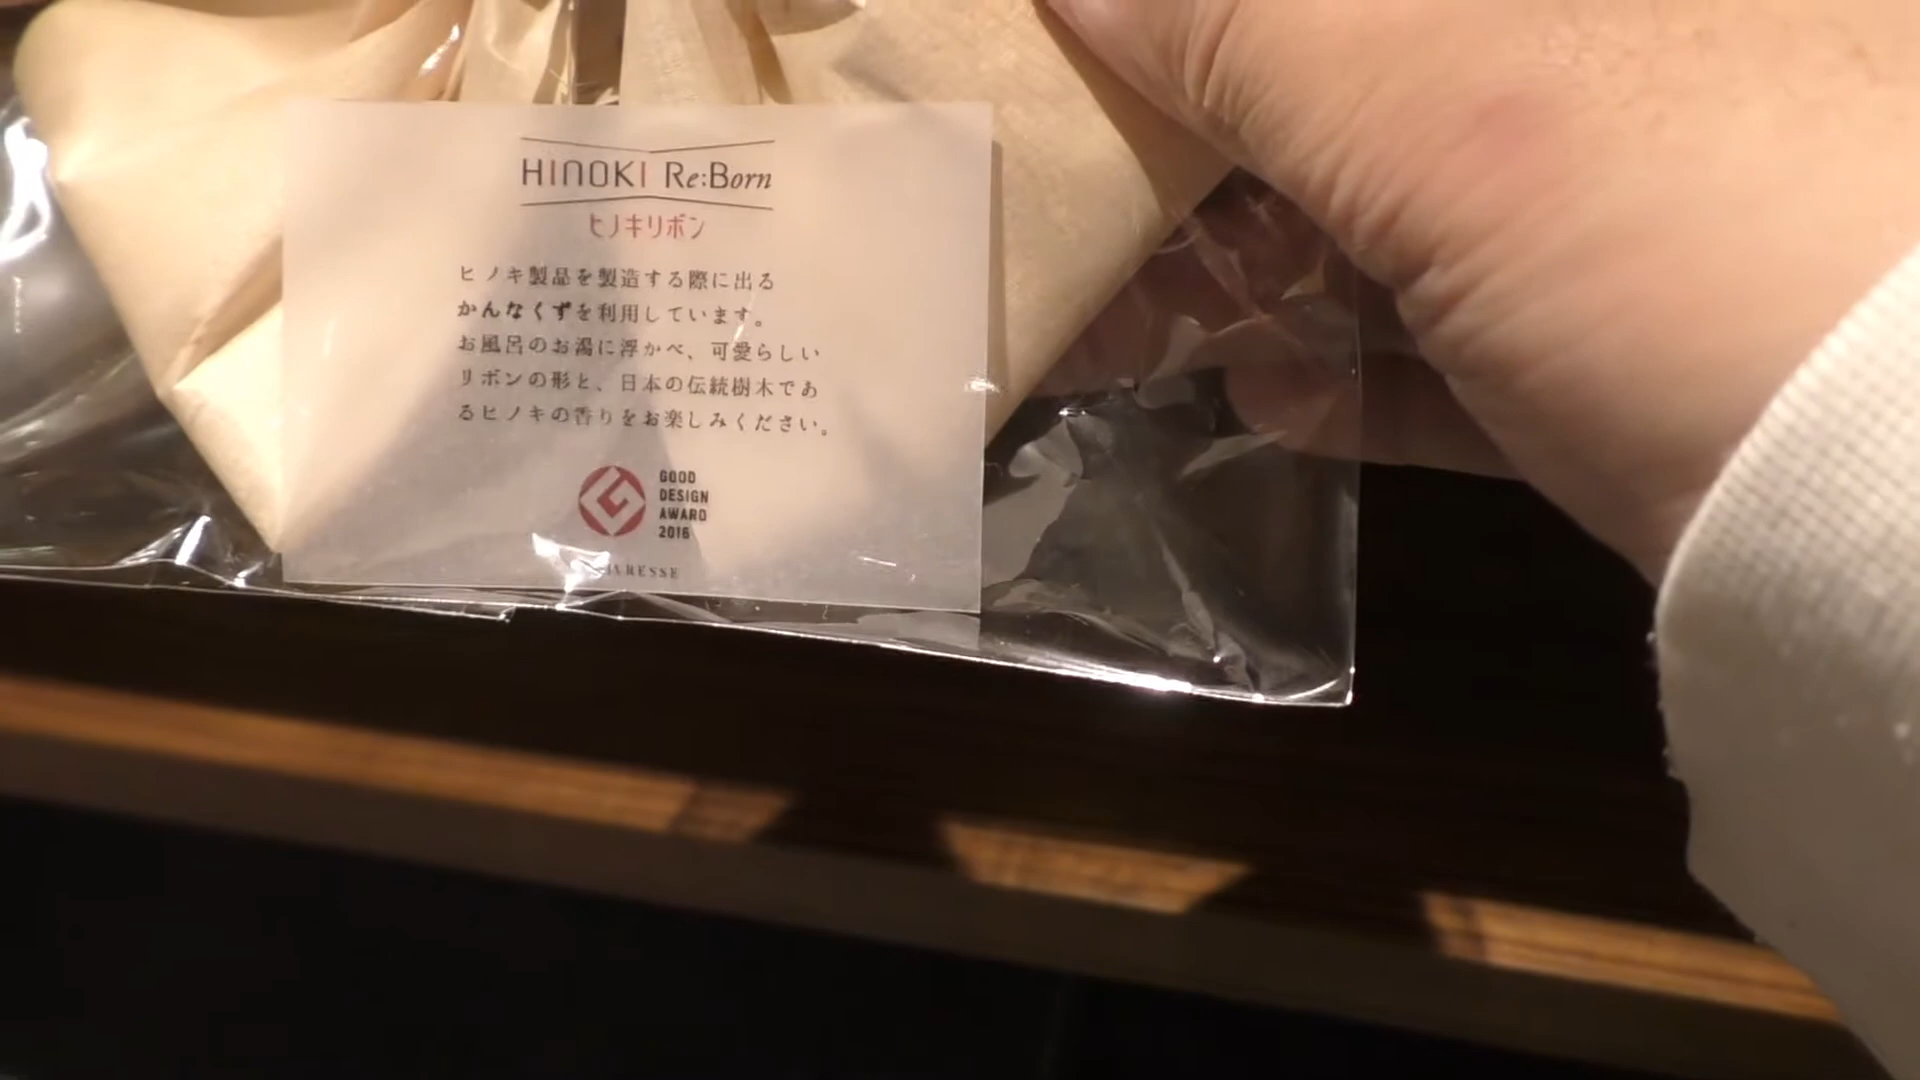 HINOKI Re:Born
ヒノキリボン
ヒノキ製品を製造する際に出る
かんなくずを利用しています。
お風呂のお湯に浮かべ、可愛らしい
リボンの形と、日本の伝統樹木であ
るヒノキの香りをお楽しみください。
GOOD
DESIGN
AWARD
2016